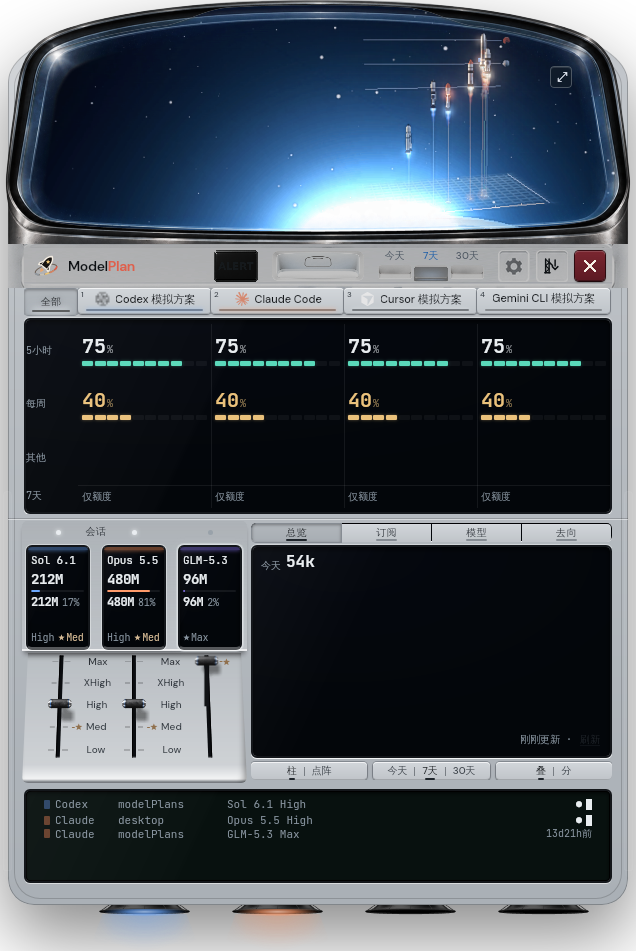 ModelPlan
ALERT
今天 7天 30天
全部
1 Codex 模拟方案
2 Claude Code
3 Cursor 模拟方案
4 Gemini CLI 模拟方案
5小时 75% 75% 75% 75%
每周 40% 40% 40% 40%
其他
7天 仅额度 仅额度 仅额度 仅额度
会话
Sol 6.1
212M
212M 17%
High ★Med
Opus 5.5
480M
480M 81%
High ★Med
GLM-5.3
96M
96M 2%
★Max
Max Max ★
XHigh XHigh
High High
★ Med ★ Med
Low Low
总览 订阅 模型 去向
今天 54k
刚刚更新 · 刷新
柱 | 点阵
今天 | 7天 | 30天
叠 | 分
Codex modelPlans Sol 6.1 High
Claude desktop Opus 5.5 High
Claude modelPlans GLM-5.3 Max 13d21h前